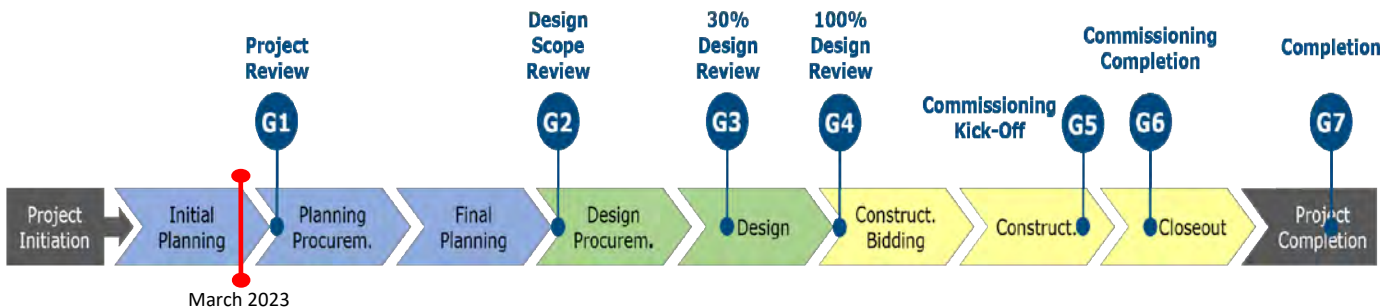 Project
Review
G1
Design
Scope
Review
G2
30%
Design
Review
G3
100%
Design
Review
G4
Commissioning
Kick-Off
G5
Commissioning
Completion
G6
Completion
G7
Project
Initiation
Initial
Planning
Planning
Procurem.
Final
Planning
Design
Procurem.
Design
Construct.
Bidding
Construct.
Closeout
Project
Completion
March 2023